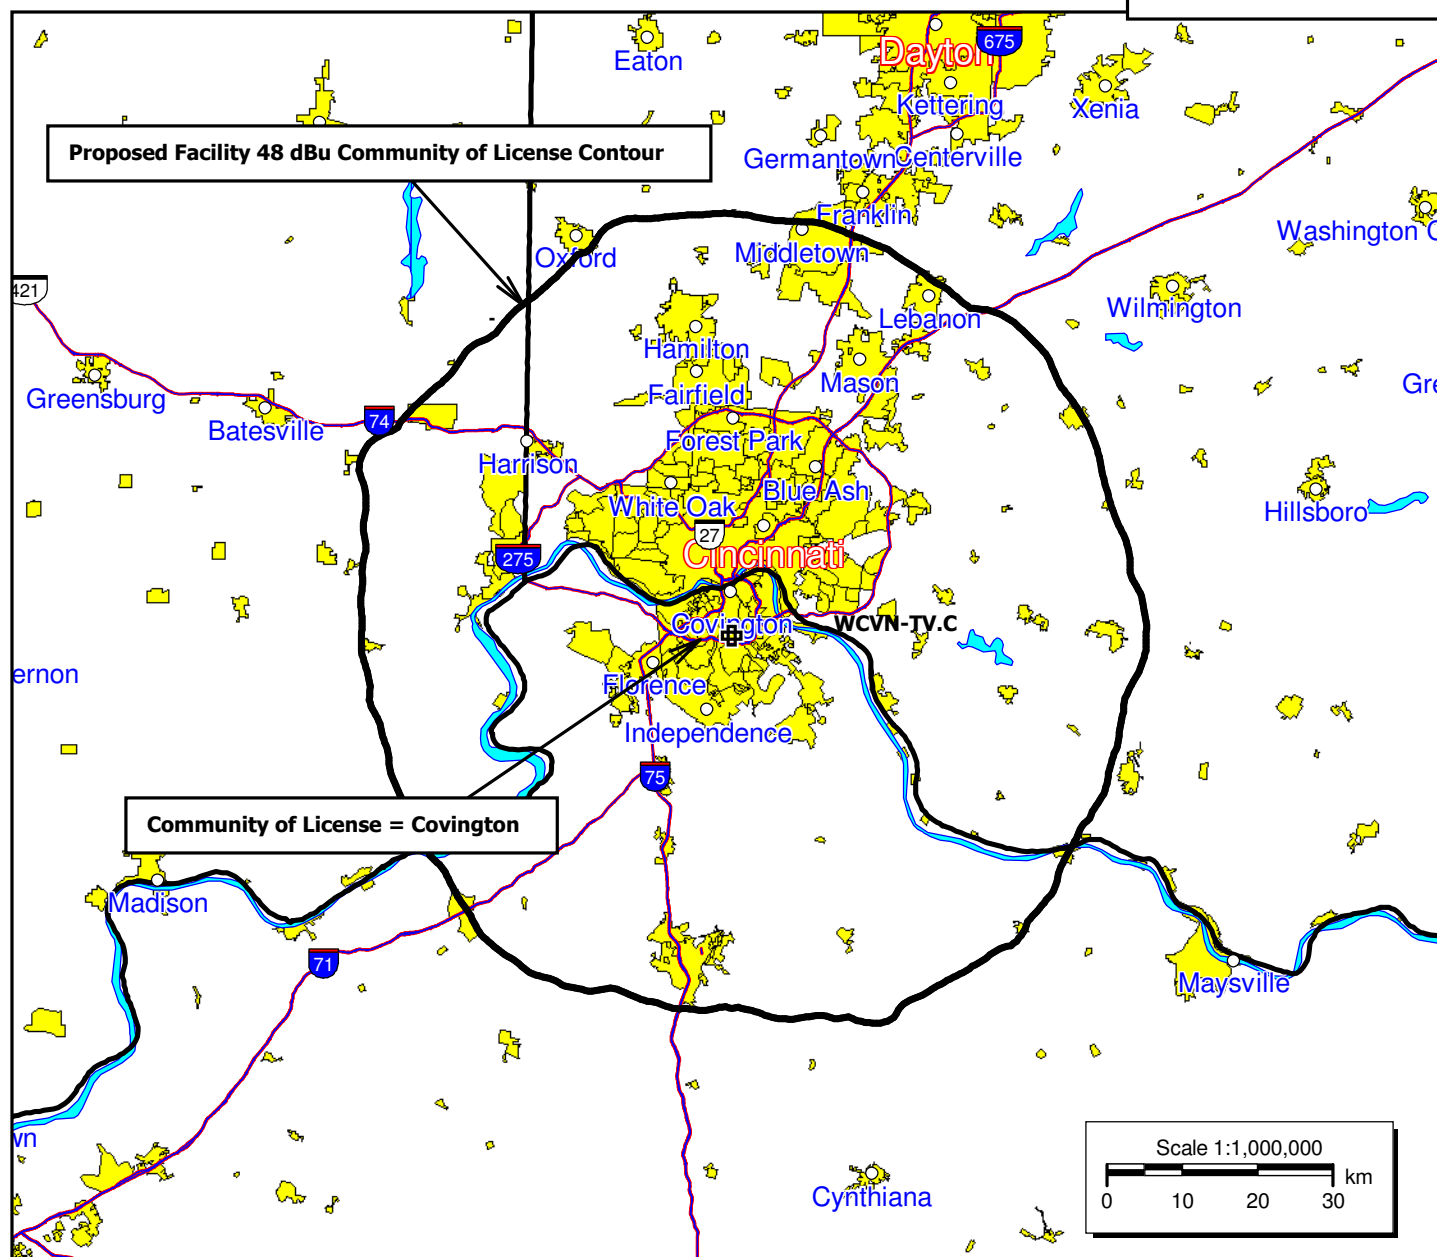 Dayton
675
Eaton
Kettering
Xenia
Proposed Facility 48 dBu Community of License Contour
Germantown
Centerville
Franklin
Washington C
Oxford
Middletown
421
Wilmington
Lebanon
Hamilton
Mason
Fairfield
Gre
Greensburg
74
Batesville
Forest Park
Harrison
Blue Ash
White Oak
Hillsboro
27
275
Cincinnati
Covington
WCVN-TV.C
ernon
Florence
Independence
75
Community of License = Covington
Madison
71
Maysville
wn
Scale 1:1,000,000
km
0 10 20 30
Cynthiana